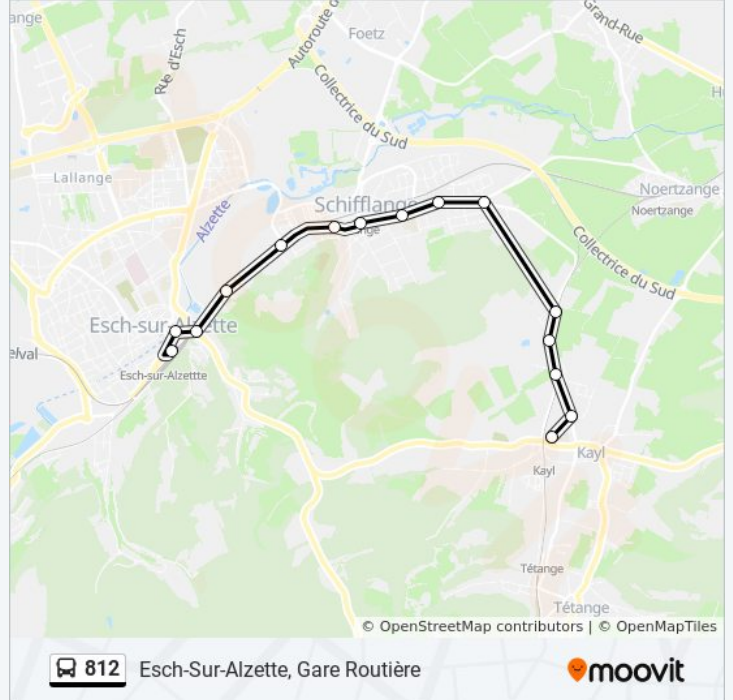 ange
Rue d'Esch
Autoroute d
Foetz
Grand-Rue
Collectrice du Sud
H
Lallange
Alzette
Schifflange
nge
Noertzange
Noertzange
Collectrice du Sud
Esch-sur-Alzette
elval
Esch-sur-Alzettte
Kayl
Kayl
Tétange
Tétange
© OpenStreetMap contributors | © OpenMapTiles
812 Esch-Sur-Alzette, Gare Routière
moovit